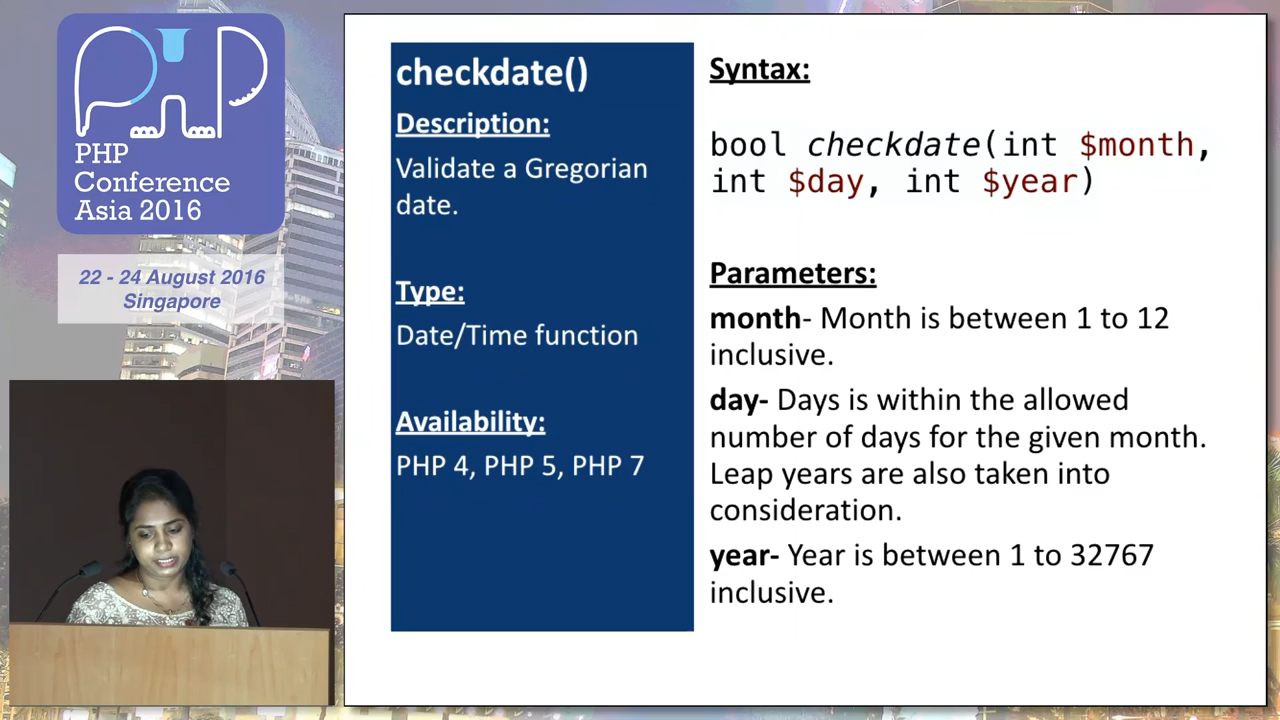 PHP
Conference
Asia 2016
22 - 24 August 2016
Singapore
checkdate()
Description:
Validate a Gregorian
date.
Type:
Date/Time function
Availability:
PHP 4, PHP 5, PHP 7
Syntax:
bool checkdate(int $month,
int $day, int $year)
Parameters:
month- Month is between 1 to 12
inclusive.
day- Days is within the allowed
number of days for the given month.
Leap years are also taken into
consideration.
year- Year is between 1 to 32767
inclusive.